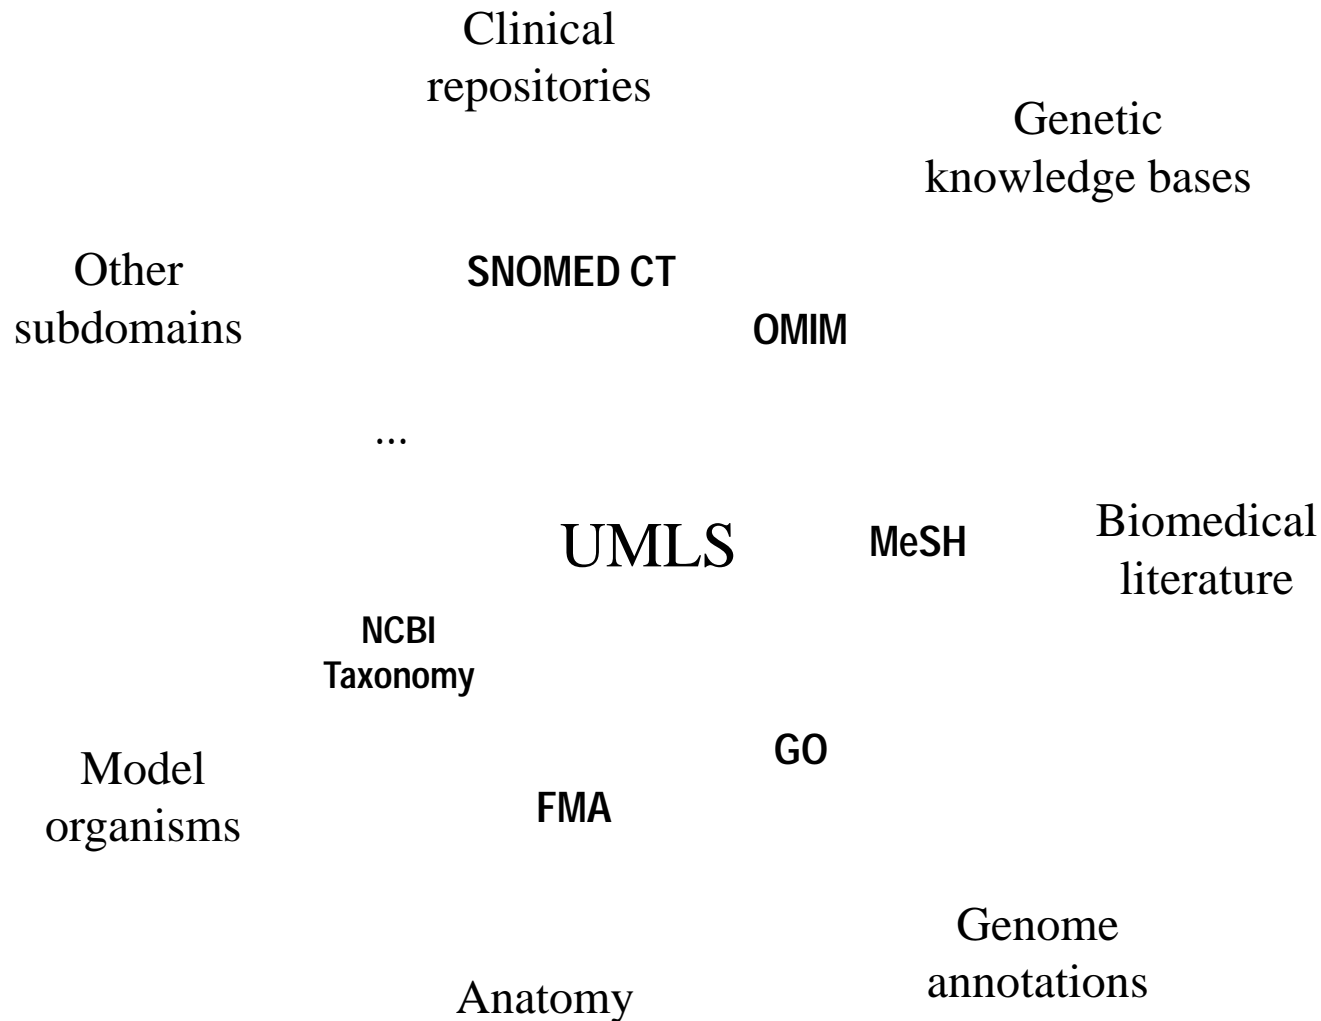 Clinical
repositories
Genetic
knowledge bases
Other
subdomains
SNOMED CT
OMIM
...
UMLS
MeSH
Biomedical
literature
NCBI
Taxonomy
GO
Model
organisms
FMA
Genome
annotations
Anatomy